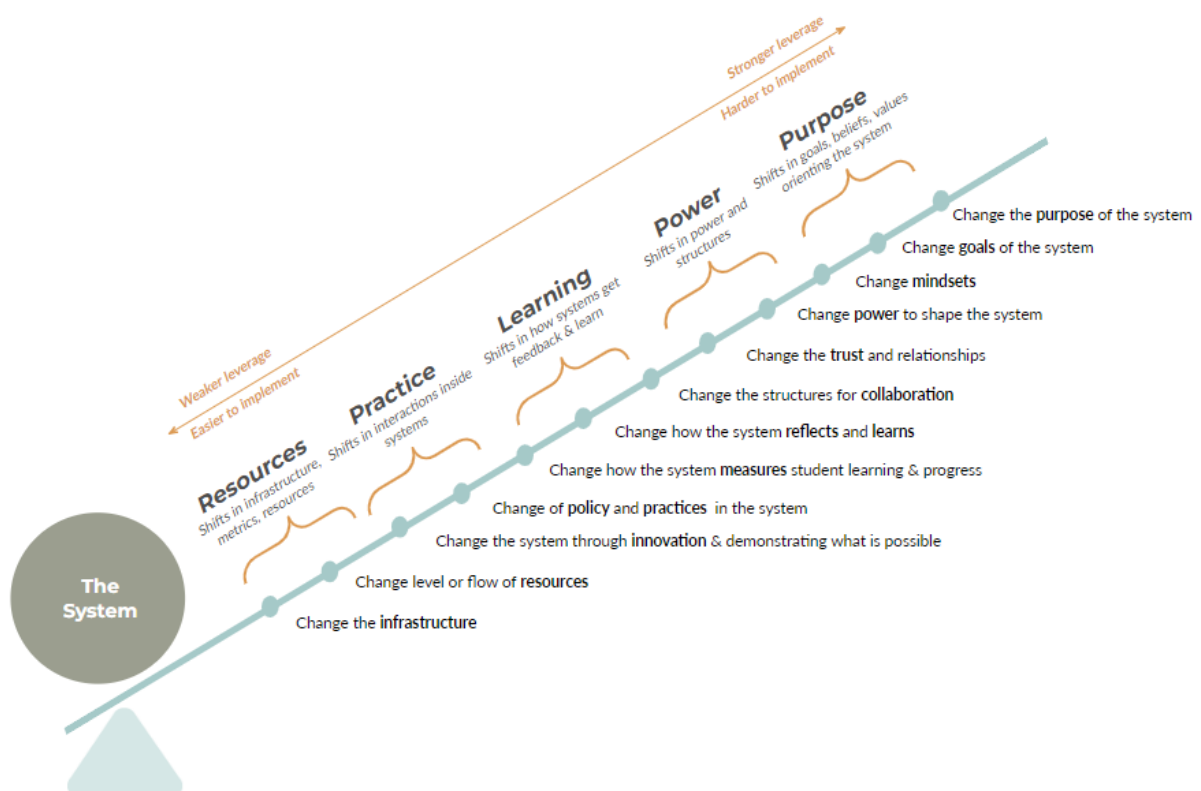 Stronger leverage
Harder to implement
Purpose
Shifts in goals, beliefs, values
orienting the system
Power
Shifts in power and
structures
Learning
Shifts in how systems get
feedback & learn
Weaker leverage
Easier to implement
Practice
Shifts in interactions inside
systems
Resources
Shifts in infrastructure,
metrics, resources
The
System
Change the purpose of the system
Change goals of the system
Change mindsets
Change power to shape the system
Change the trust and relationships
Change the structures for collaboration
Change how the system reflects and learns
Change how the system measures student learning & progress
Change of policy and practices in the system
Change the system through innovation & demonstrating what is possible
Change level or flow of resources
Change the infrastructure